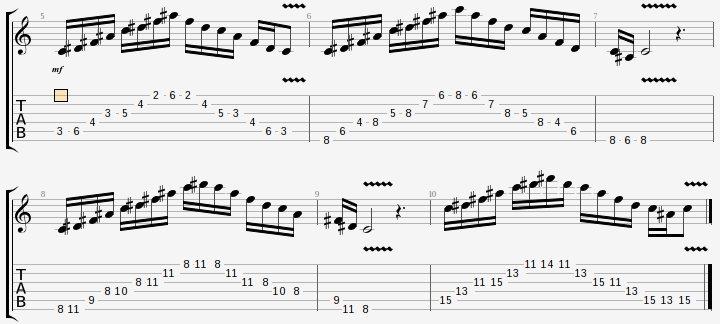 5 6 7
mf
2 6 2 6 8 6
T 4 4 7 7
3 5 5 3 5 8 8 5
A 4 4 4 8 8 4
B 3 6 6 3 6 6
8 8 6 8
8 9 10
8 11 8 11 14 11
T 11 11 13 13
8 11 11 8 11 15 15 11
A 8 10 10 8 13 13
B 9 9 15 15 13 15
8 11 11 8